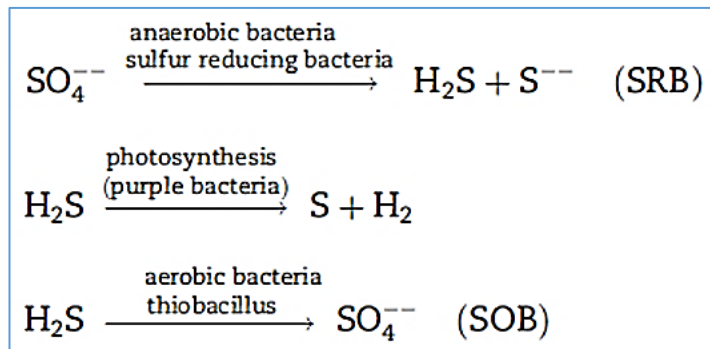 anaerobic bacteria
sulfur reducing bacteria
SO₄⁻⁻ ⟶ H₂S + S⁻⁻ (SRB)
photosynthesis
(purple bacteria)
H₂S ⟶ S + H₂
aerobic bacteria
thiobacillus
H₂S ⟶ SO₄⁻⁻ (SOB)